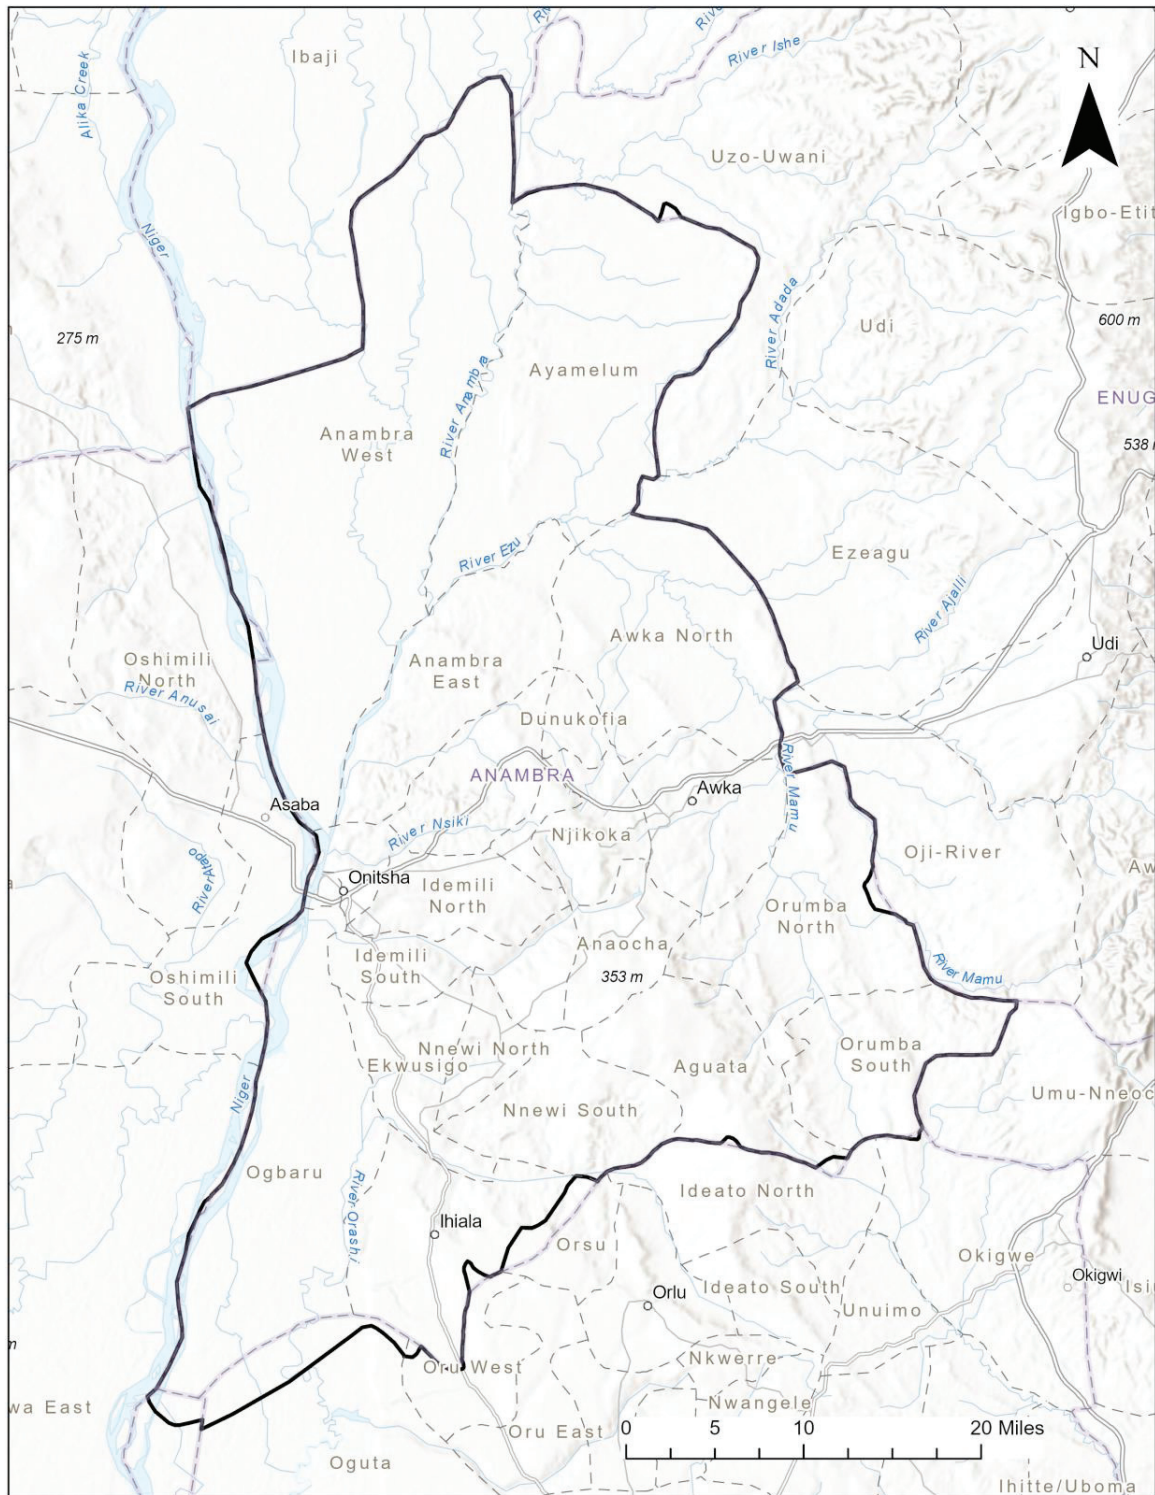 Ibaji
River Ishe
N
Alika Creek
Uzo-Uwani
Igbo-Etit
Niger
River Adada
275 m
Udi
600 m
Ayamelum
River Anambra
ENUG
Anambra
West
538
River Ezu
Ezeagu
River Ajalli
Awka North
Udi
Oshimili
North
Anambra
East
River Anusai
Dunukofia
ANAMBRA
River Mamu
Asaba
Awka
River Nsiki
Njikoka
Oji-River
River Alabo
Onitsha
Idemili
North
Orumba
North
Anaocha
Idemili
South
353 m
River Mamu
Oshimili
South
Nnewi North
Ekwusigo
Orumba
South
Aguata
Niger
Umu-Nneoc
Nnewi South
Ogbaru
Ideato North
River Orashi
Ihiala
Orsu
Okigwe
Ideato South
Okigwi
Orlu
Unuimo
Oru West
Nkwerre
Nwangele
wa East
Oru East
0 5 10 20 Miles
Oguta
Ihitte/Uboma